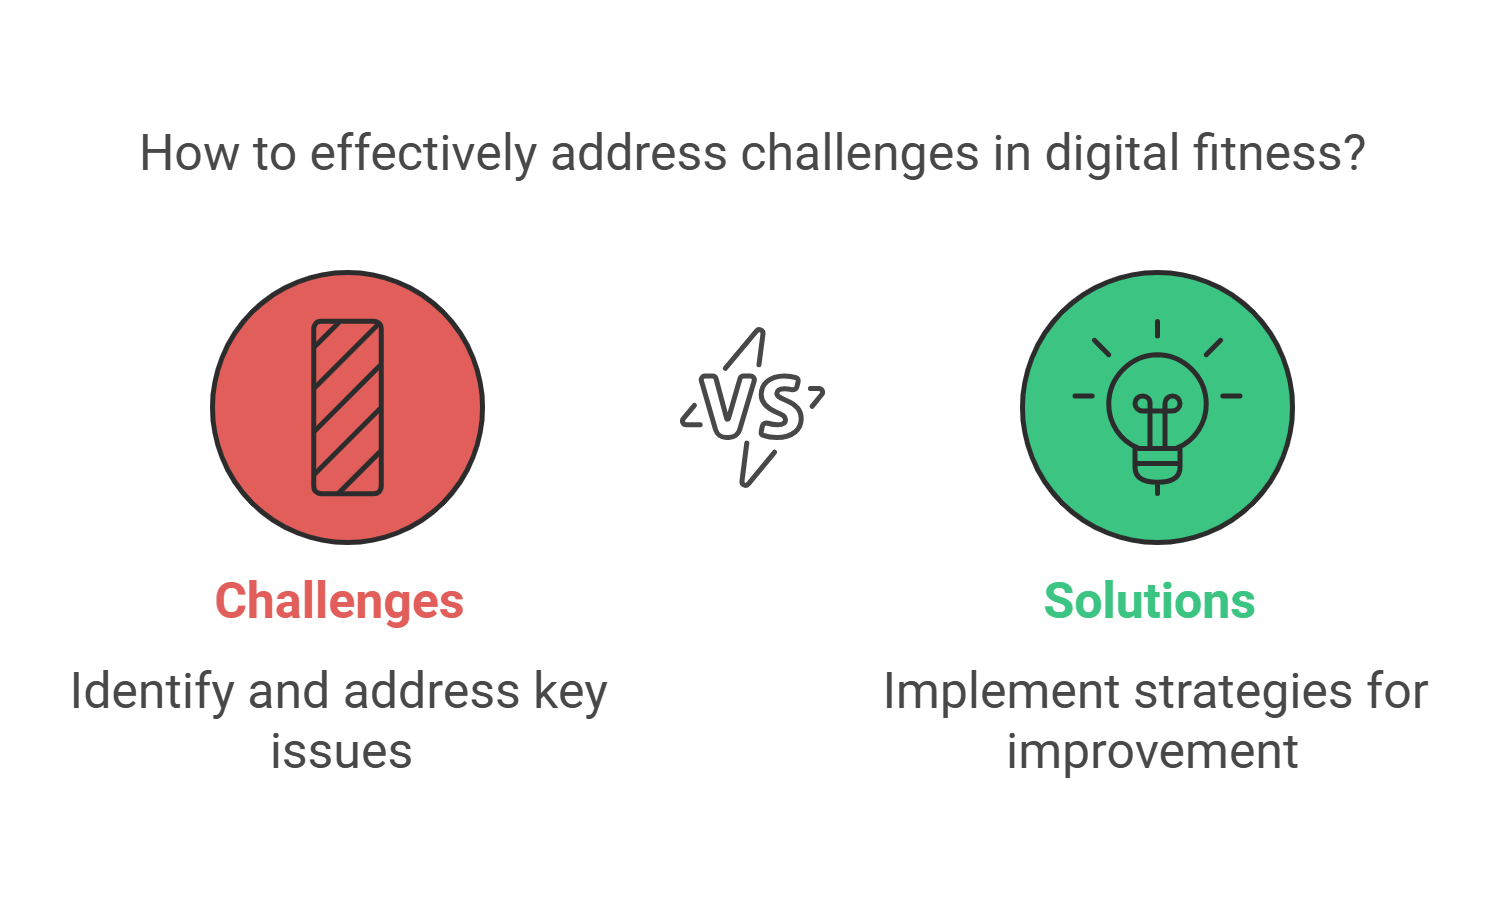 How to effectively address challenges in digital fitness?
VS
Challenges
Identify and address key
issues
Solutions
Implement strategies for
improvement